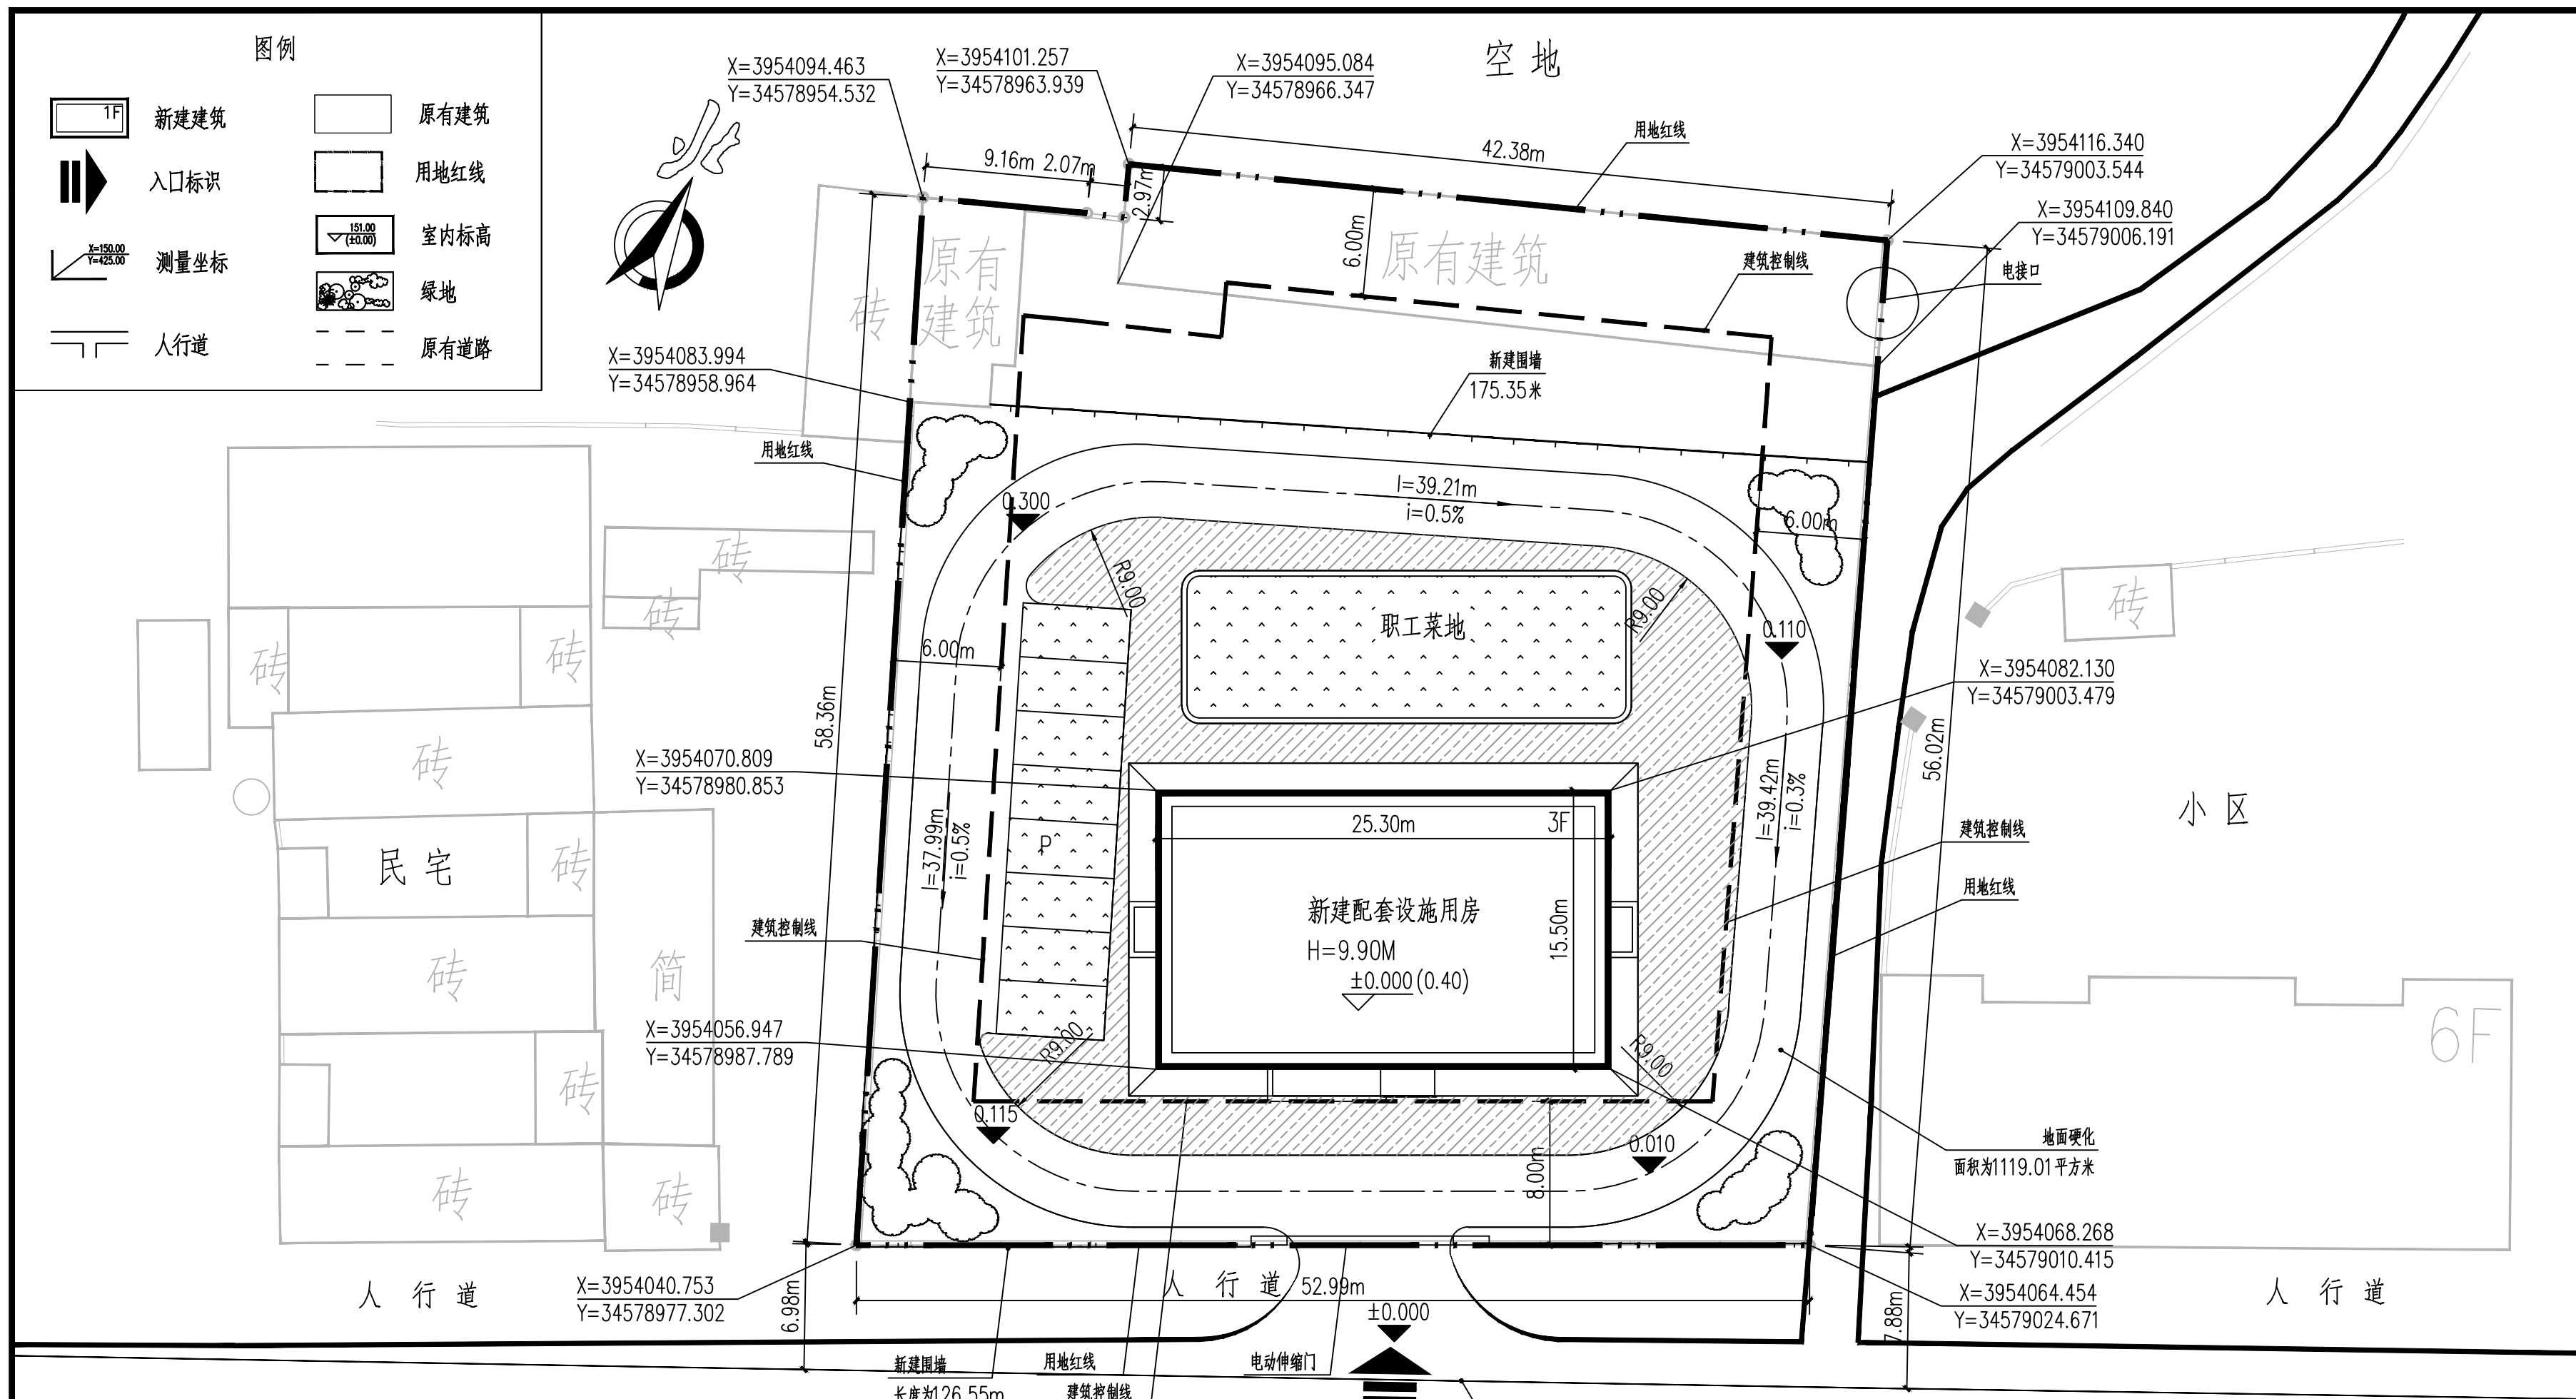 图例
1F
新建建筑
原有建筑
入口标识
用地红线
151.00
(±0.00)
室内标高
X=150.00
Y=425.00
测量坐标
绿地
人行道
原有道路
X=3954094.463
Y=34578954.532
X=3954101.257
Y=34578963.939
X=3954095.084
Y=34578966.347
空 地
用地红线
42.38m
9.16m
2.07m
2.97m
X=3954116.340
Y=34579003.544
X=3954109.840
Y=34579006.191
电接口
6.00m
原有建筑
建筑控制线
原有
建筑
砖
X=3954083.994
Y=34578958.964
新建围墙
175.35米
用地红线
l=39.21m
i=0.5%
0.300
6.00m
R9.00
R9.00
职工菜地
0.110
砖
砖
砖
砖
砖
砖
6.00m
58.36m
X=3954082.130
Y=34579003.479
56.02m
砖
X=3954070.809
Y=34578980.853
l=37.99m
i=0.5%
P
25.30m
3F
15.50m
l=39.42m
i=0.3%
小 区
民 宅
砖
建筑控制线
用地红线
新建配套设施用房
H=9.90M
±0.000(0.40)
建筑控制线
砖
简
6F
X=3954056.947
Y=34578987.789
R9.00
R9.00
砖
0.115
0.010
8.00m
地面硬化
面积为1119.01平方米
砖
砖
X=3954068.268
Y=34579010.415
X=3954040.753
Y=34578977.302
X=3954064.454
Y=34579024.671
人 行 道
人 行 道
52.99m
人 行 道
6.98m
7.88m
±0.000
新建围墙
长度为126.55m
用地红线
建筑控制线
电动伸缩门